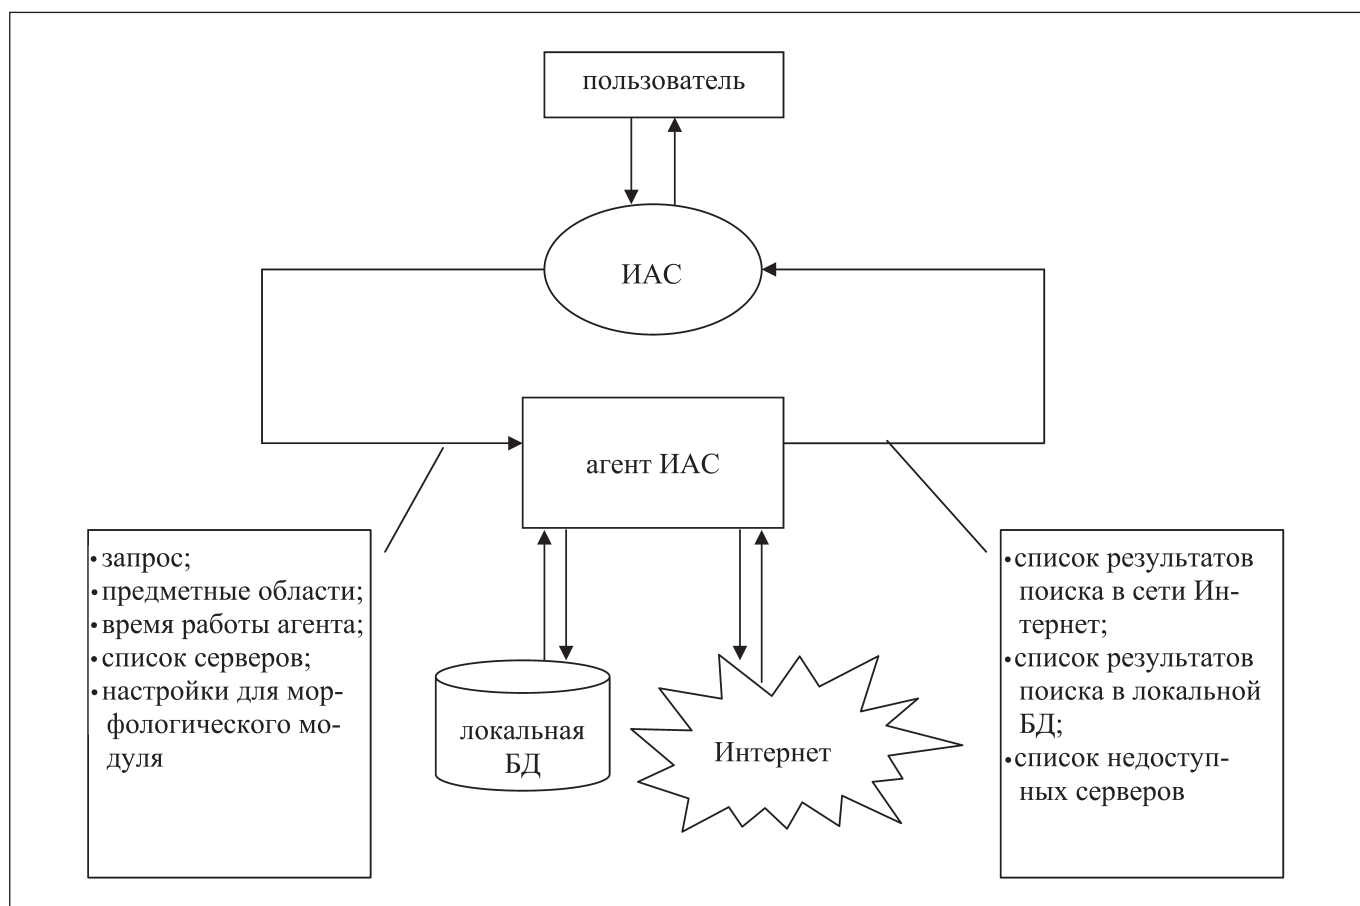 пользователь
ИАС
агент ИАС
•запрос;
•предметные области;
•время работы агента;
•список серверов;
•настройки для мор-
фологического мо-
дуля
локальная
БД
Интернет
•список результатов
поиска в сети Ин-
тернет;
•список результатов
поиска в локальной
БД;
•список недоступ-
ных серверов